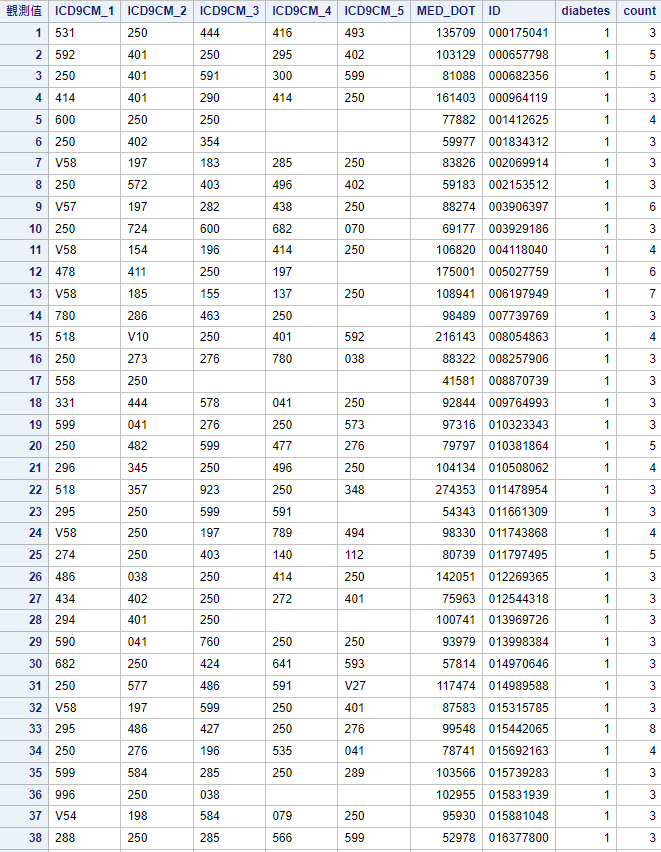 觀測值 ICD9CM_1 ICD9CM_2 ICD9CM_3 ICD9CM_4 ICD9CM_5 MED_DOT ID diabetes count
1 531 250 444 416 493 135709 000175041 1 3
2 592 401 250 295 402 103129 000657798 1 5
3 250 401 591 300 599 81088 000682356 1 5
4 414 401 290 414 250 161403 000964119 1 3
5 600 250 250 77882 001412625 1 4
6 250 402 354 59977 001834312 1 3
7 V58 197 183 285 250 83826 002069914 1 3
8 250 572 403 496 402 59183 002153512 1 3
9 V57 197 282 438 250 88274 003906397 1 6
10 250 724 600 682 070 69177 003929186 1 3
11 V58 154 196 414 250 106820 004118040 1 4
12 478 411 250 197 175001 005027759 1 6
13 V58 185 155 137 250 108941 006197949 1 7
14 780 286 463 250 98489 007739769 1 3
15 518 V10 250 401 592 216143 008054863 1 4
16 250 273 276 780 038 88322 008257906 1 3
17 558 250 41581 008870739 1 3
18 331 444 578 041 250 92844 009764993 1 3
19 599 041 276 250 573 97316 010323343 1 3
20 250 482 599 477 276 79797 010381864 1 5
21 296 345 250 496 250 104134 010508062 1 4
22 518 357 923 250 348 274353 011478954 1 3
23 295 250 599 591 54343 011661309 1 3
24 V58 250 197 789 494 98330 011743868 1 4
25 274 250 403 140 112 80739 011797495 1 5
26 486 038 250 414 250 142051 012269365 1 3
27 434 402 250 272 401 75963 012544318 1 3
28 294 401 250 100741 013969726 1 3
29 590 041 760 250 250 93979 013998384 1 3
30 682 250 424 641 593 57814 014970646 1 3
31 250 577 486 591 V27 117474 014989588 1 3
32 V58 197 599 250 401 87583 015315785 1 3
33 295 486 427 250 276 99548 015442065 1 8
34 250 276 196 535 041 78741 015692163 1 4
35 599 584 285 250 289 103566 015739283 1 3
36 996 250 038 102955 015831939 1 3
37 V54 198 584 079 250 95930 015881048 1 3
38 288 250 285 566 599 52978 016377800 1 3